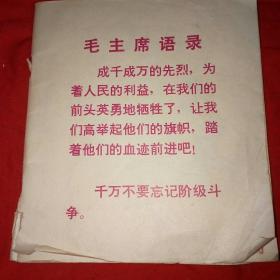 毛主席语录
成千成万的先烈，为
着人民的利益，在我们的
前头英勇地牺牲了，让我
们高举起他们的旗帜，踏
着他们的血迹前进吧！
千万不要忘记阶级斗
争。